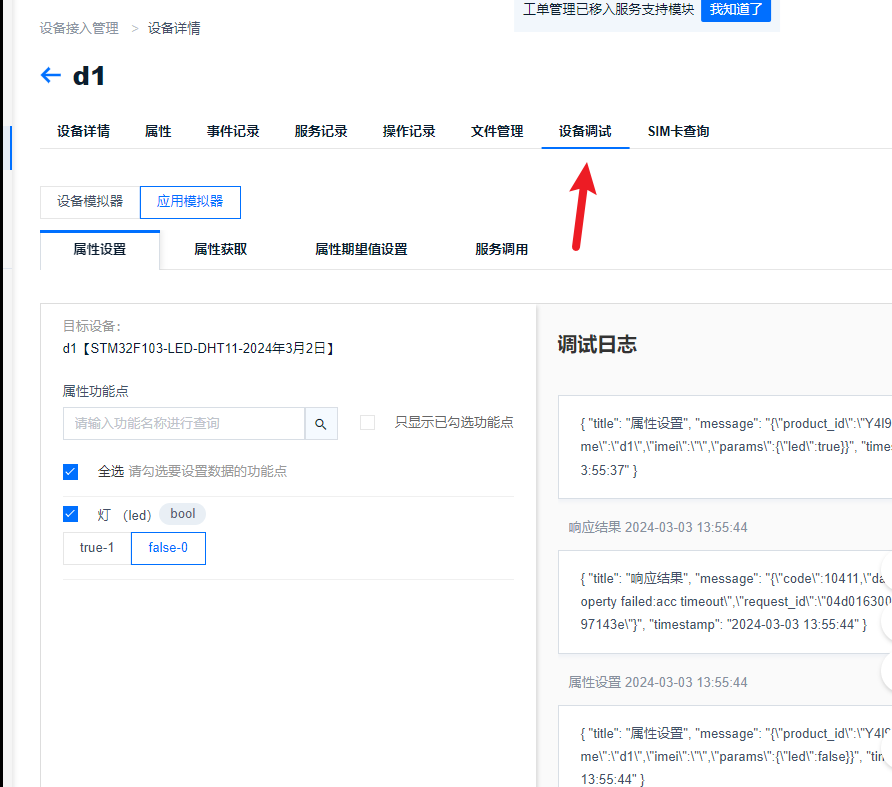 工单管理已移入服务支持模块 我知道了
设备接入管理 > 设备详情
d1
设备详情 属性 事件记录 服务记录 操作记录 文件管理 设备调试 SIM卡查询
设备模拟器 应用模拟器
属性设置 属性获取 属性期望值设置 服务调用
目标设备:
d1【STM32F103-LED-DHT11-2024年3月2日】
属性功能点
请输入功能名称进行查询 只显示已勾选功能点
全选 请勾选要设置数据的功能点
灯 (led) bool
true-1 false-0
调试日志
{ "title": "属性设置", "message": "{\"product_id\":\"Y4I9
me\":\"d1\",\"imei\":\"\",\"params\":{\"led\":true}}", "times
3:55:37" }
响应结果 2024-03-03 13:55:44
{ "title": "响应结果", "message": "{\"code\":10411,\"da
operty failed:acc timeout\",\"request_id\":\"04d016300
97143e\"}", "timestamp": "2024-03-03 13:55:44" }
属性设置 2024-03-03 13:55:44
{ "title": "属性设置", "message": "{\"product_id\":\"Y4I9
me\":\"d1\",\"imei\":\"\",\"params\":{\"led\":false}}", "tim
13:55:44" }